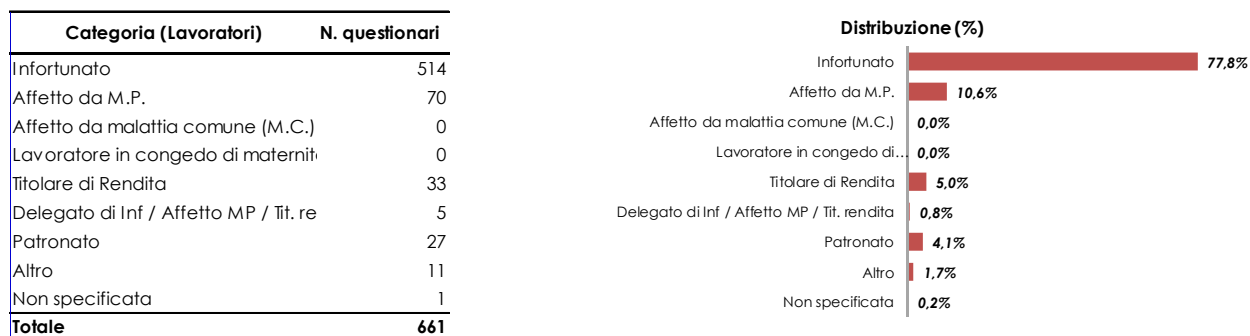 Categoria (Lavoratori) N. questionari
Infortunato 514
Affetto da M.P. 70
Affetto da malattia comune (M.C.) 0
Lavoratore in congedo di maternit 0
Titolare di Rendita 33
Delegato di Inf / Affetto MP / Tit. re 5
Patronato 27
Altro 11
Non specificata 1
Totale 661
Distribuzione (%)
Infortunato 77,8%
Affetto da M.P. 10,6%
Affetto da malattia comune (M.C.) 0,0%
Lavoratore in congedo di... 0,0%
Titolare di Rendita 5,0%
Delegato di Inf / Affetto MP / Tit. rendita 0,8%
Patronato 4,1%
Altro 1,7%
Non specificata 0,2%